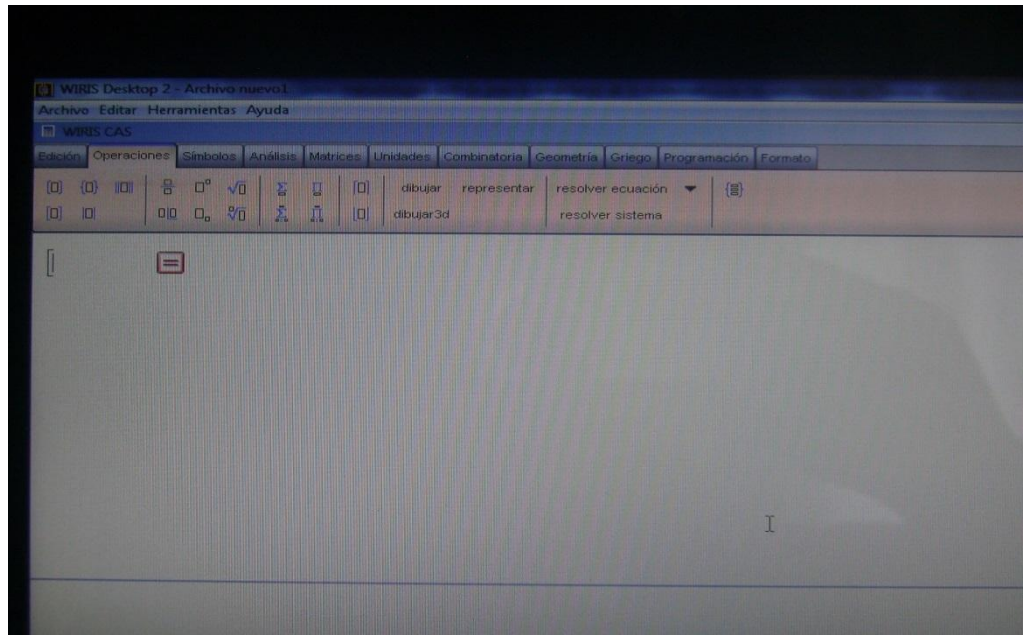 WIRIS Desktop 2 - Archivo nuevo1
Archivo Editar Herramientas Ayuda
WIRIS CAS
Edición Operaciones Símbolos Análisis Matrices Unidades Combinatoria Geometría Griego Programación Formato
dibujar representar resolver ecuación
dibujar3d resolver sistema
=